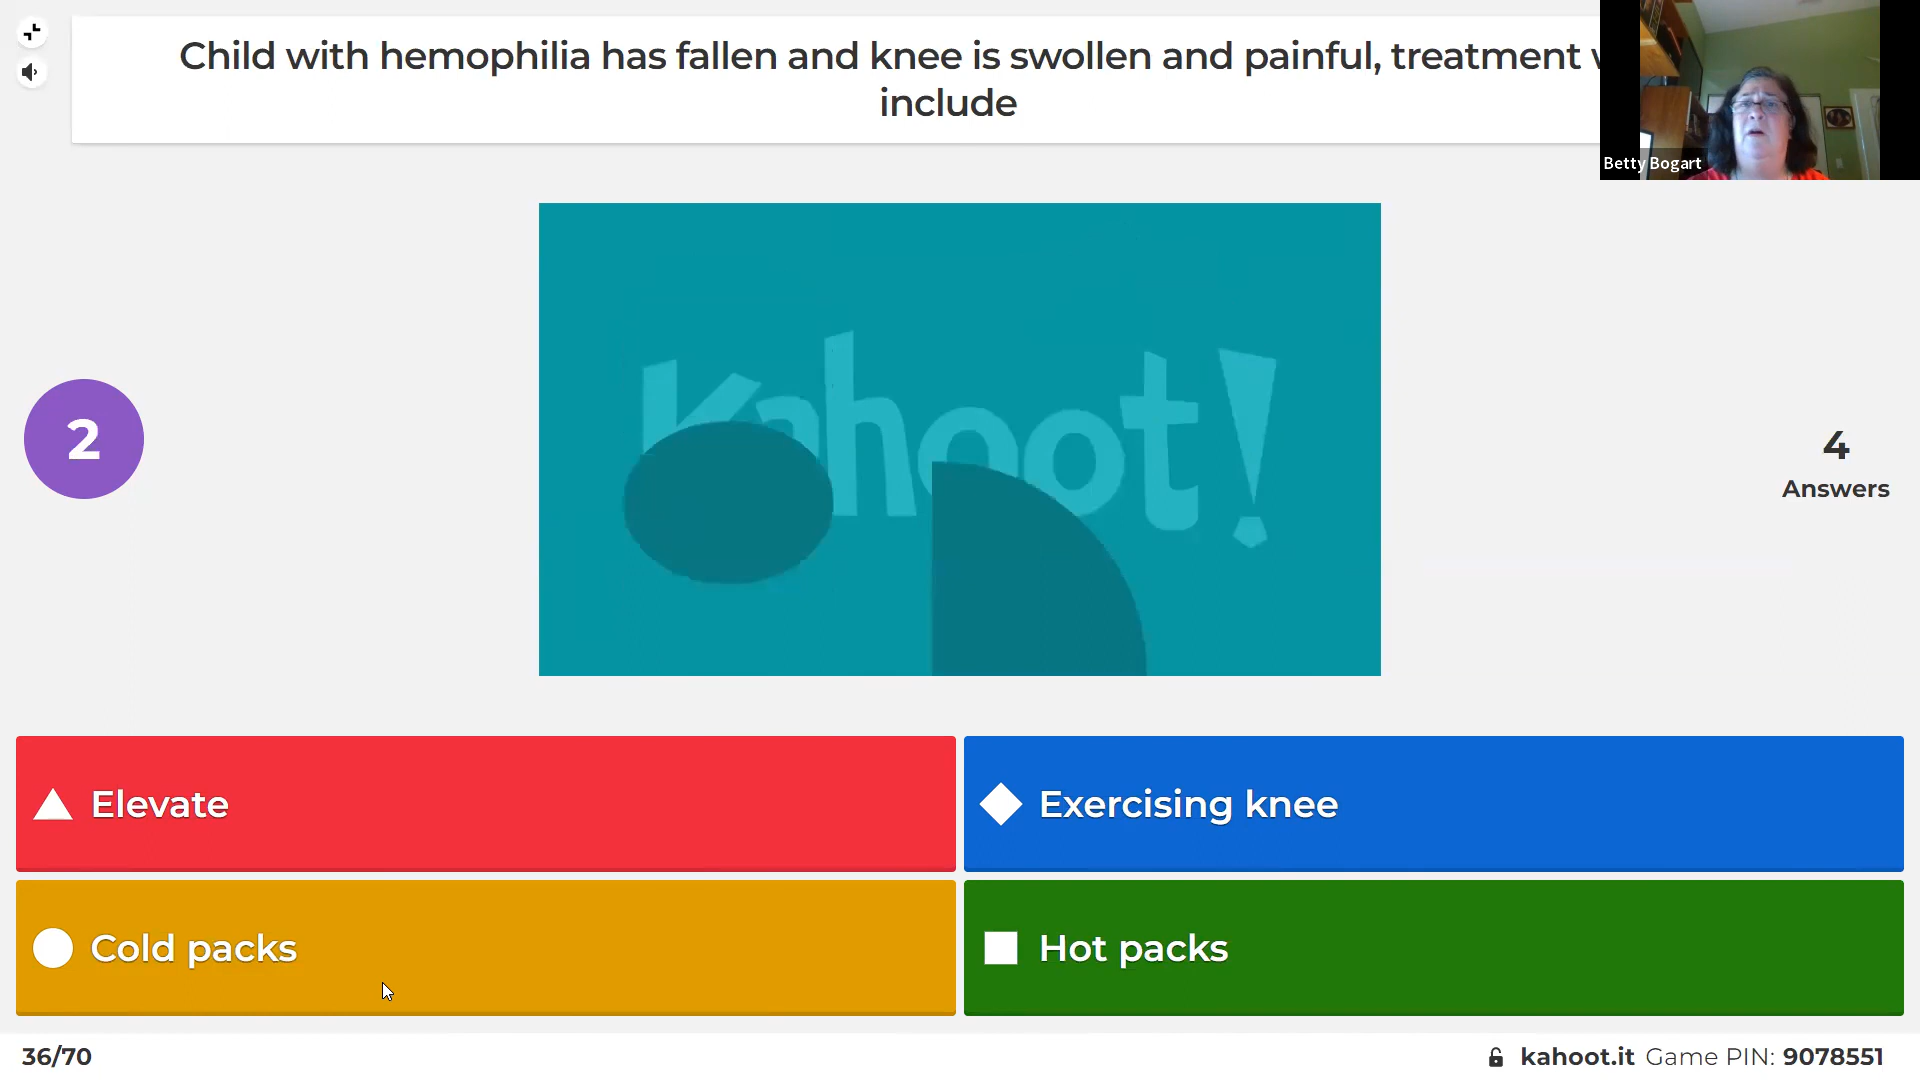 Child with hemophilia has fallen and knee is swollen and painful, treatment
include
Betty Bogart
Kahoot!
2
4
Answers
Elevate
Exercising knee
Cold packs
Hot packs
36/70
kahoot.it Game PIN: 9078551